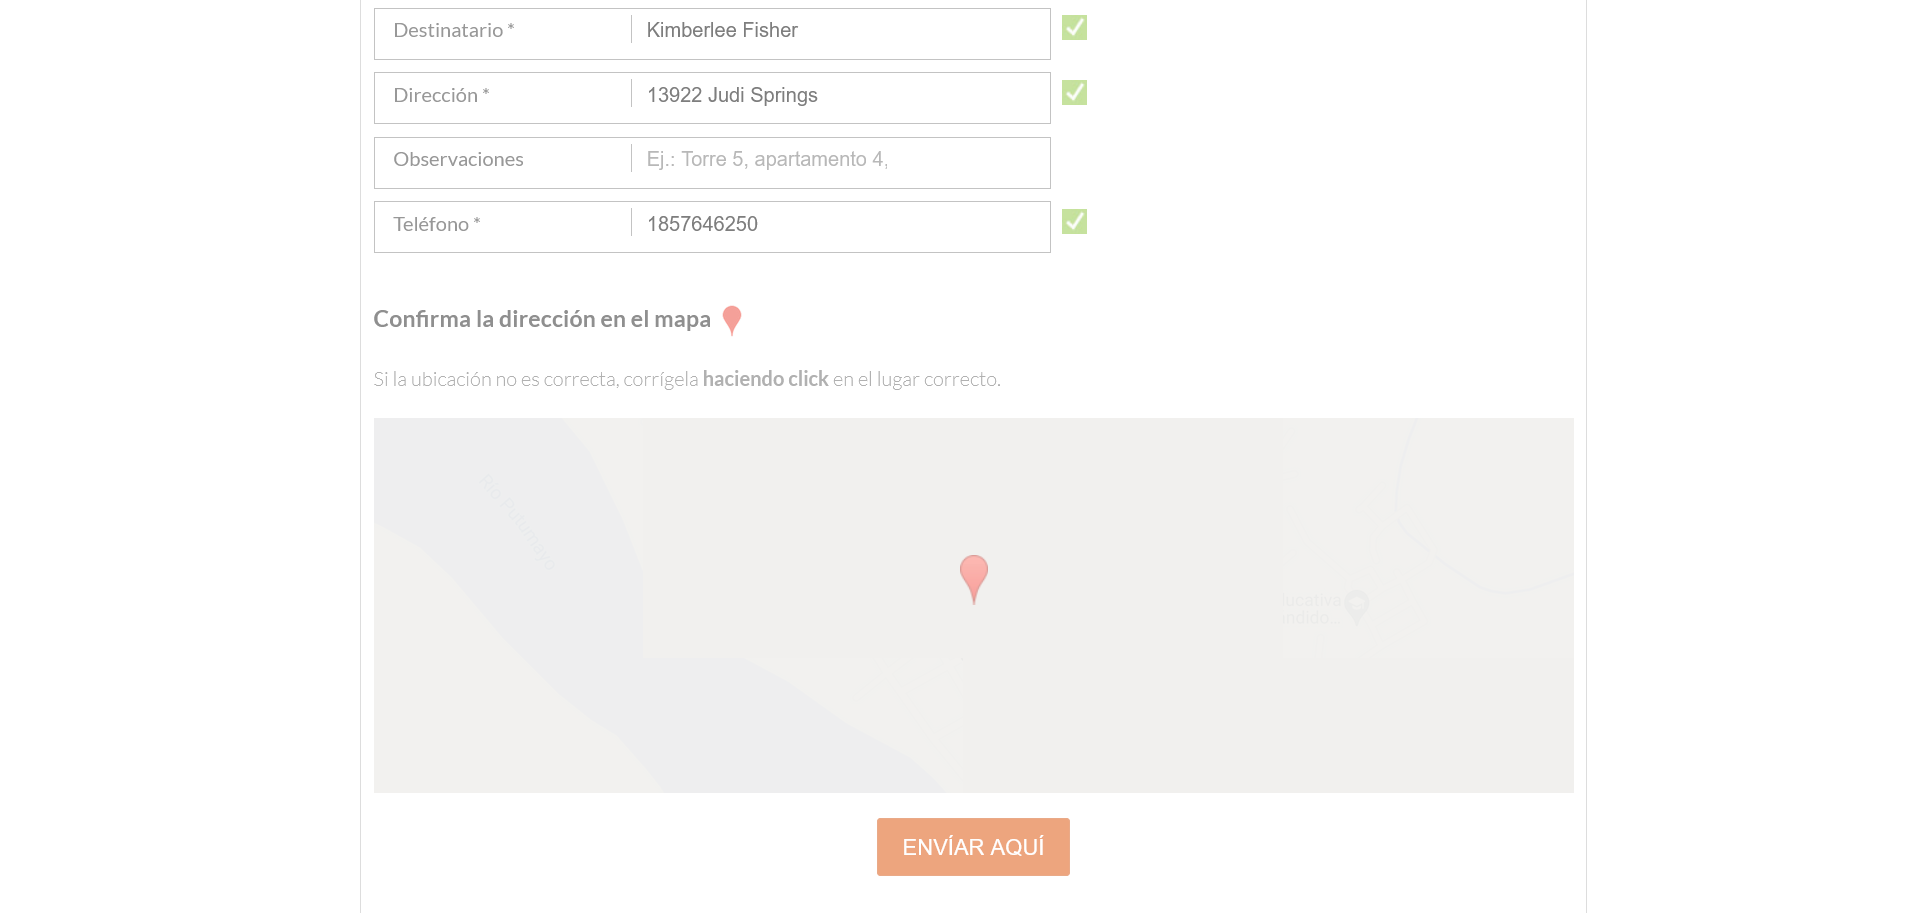 Destinatario *
Kimberlee Fisher
Dirección *
13922 Judi Springs
Observaciones
Ej.: Torre 5, apartamento 4,
Teléfono *
1857646250
Confirma la dirección en el mapa
Si la ubicación no es correcta, corrígela haciendo click en el lugar correcto.
Río Putumayo
ucativa
ndido...
ENVÍAR AQUÍ